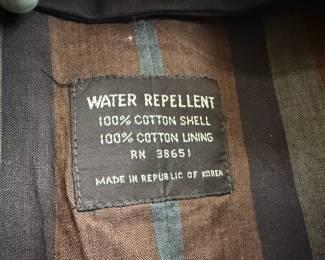 WATER REPELLENT
100% COTTON SHELL
100% COTTON LINING
RN 38651
MADE IN REPUBLIC OF KOREA